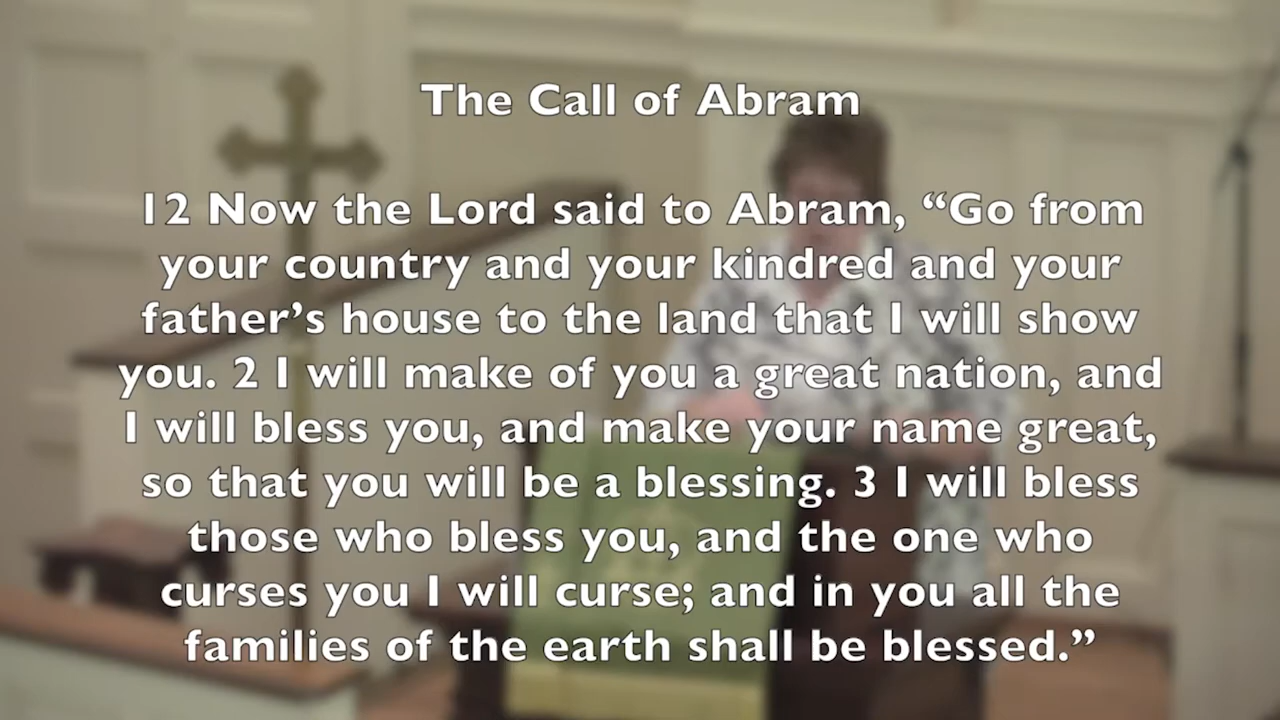 The Call of Abram
12 Now the Lord said to Abram, “Go from
your country and your kindred and your
father’s house to the land that I will show
you. 2 I will make of you a great nation, and
I will bless you, and make your name great,
so that you will be a blessing. 3 I will bless
those who bless you, and the one who
curses you I will curse; and in you all the
families of the earth shall be blessed.”